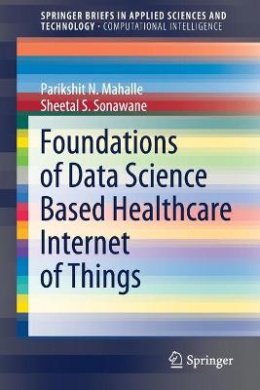 SPRINGER BRIEFS IN APPLIED SCIENCES AND
TECHNOLOGY · COMPUTATIONAL INTELLIGENCE
Parikshit N. Mahalle
Sheetal S. Sonawane
Foundations
of Data Science
Based Healthcare
Internet
of Things
Springer